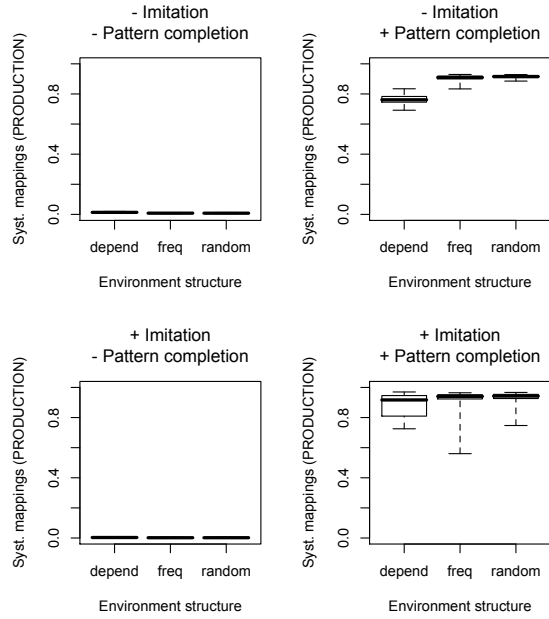 - Imitation
- Pattern completion
Syst. mappings (PRODUCTION)
0.0 0.4 0.8
depend freq random
Environment structure
- Imitation
+ Pattern completion
Syst. mappings (PRODUCTION)
0.0 0.4 0.8
depend freq random
Environment structure
+ Imitation
- Pattern completion
Syst. mappings (PRODUCTION)
0.0 0.4 0.8
depend freq random
Environment structure
+ Imitation
+ Pattern completion
Syst. mappings (PRODUCTION)
0.0 0.4 0.8
depend freq random
Environment structure